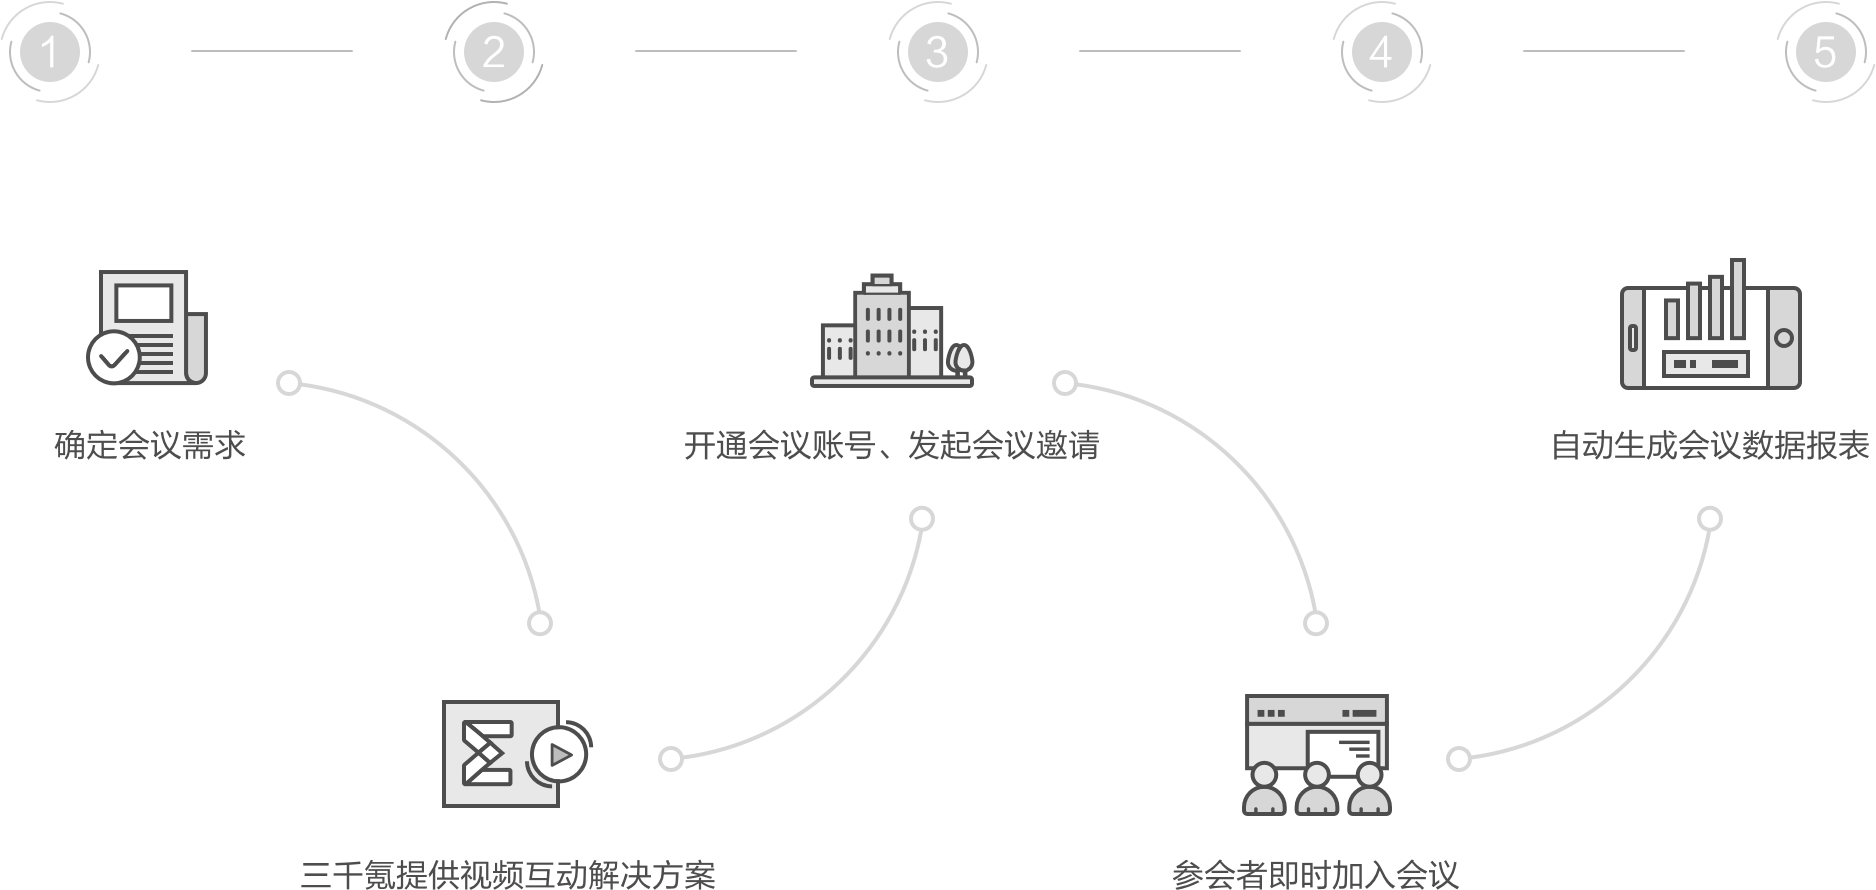 1
2
3
4
5
确定会议需求
开通会议账号、发起会议邀请
自动生成会议数据报表
三千氪提供视频互动解决方案
参会者即时加入会议